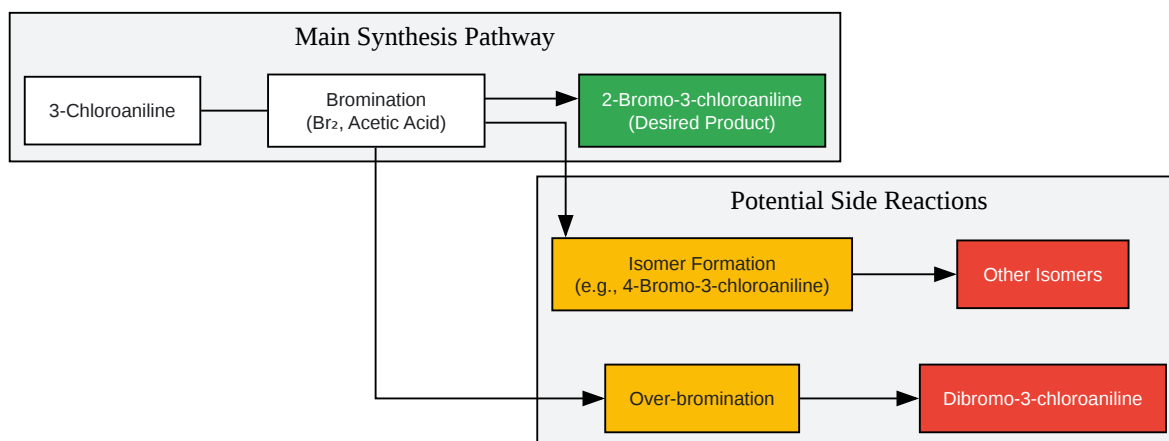 Main Synthesis Pathway
3-Chloroaniline
Bromination
(Br₂, Acetic Acid)
2-Bromo-3-chloroaniline
(Desired Product)
Potential Side Reactions
Isomer Formation
(e.g., 4-Bromo-3-chloroaniline)
Other Isomers
Over-bromination
Dibromo-3-chloroaniline